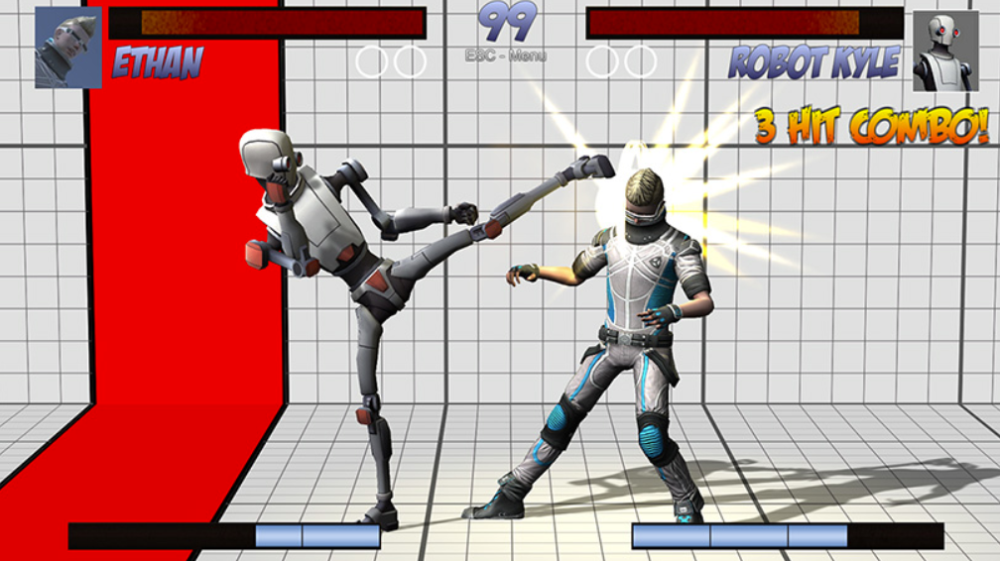 99
ESC - Menu
ETHAN
ROBOT KYLE
3 HIT COMBO!